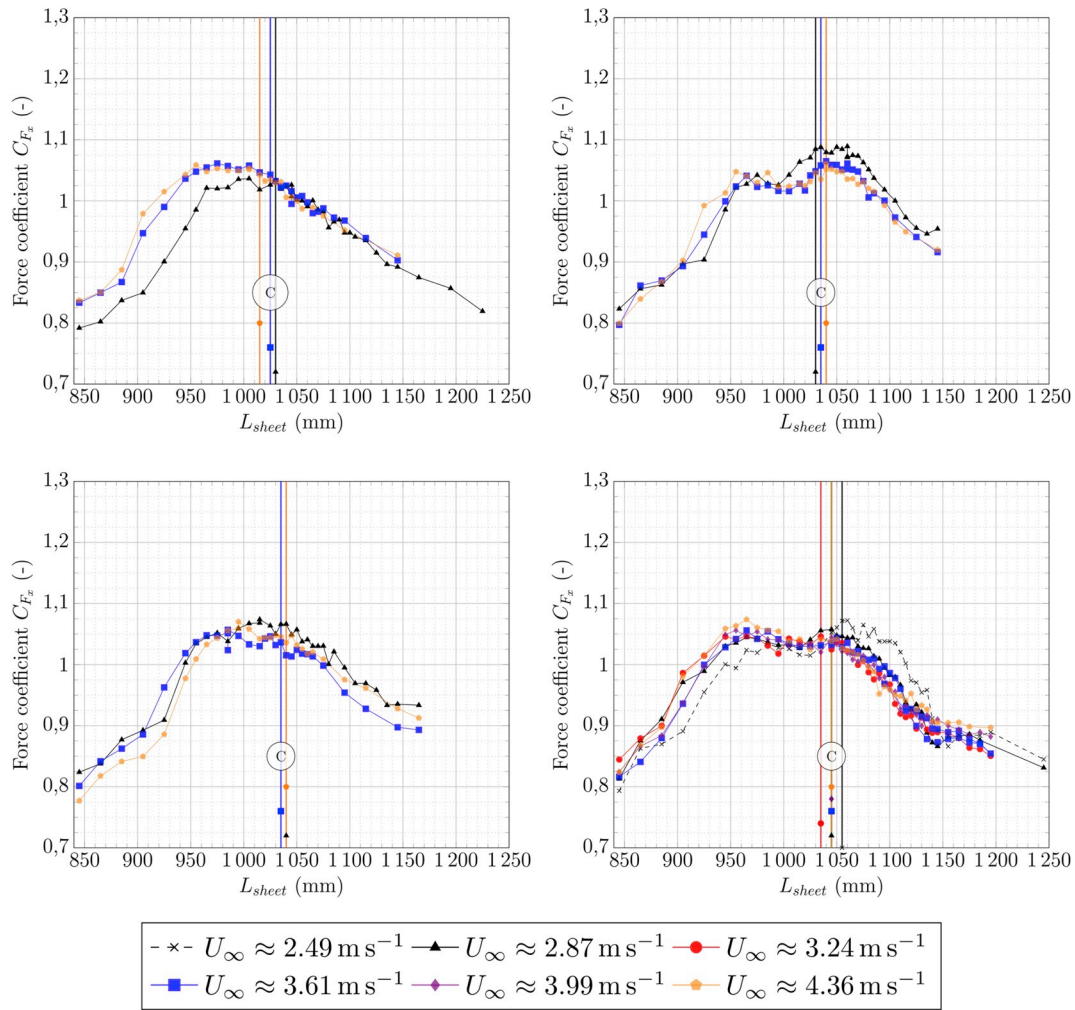 1,3
1,2
1,1
1
0,9
0,8
0,7
Force coefficient C_{F_x} (-)
C
850 900 950 1 000 1 050 1 100 1 150 1 200 1 250
L_{sheet} (mm)
1,3
1,2
1,1
1
0,9
0,8
0,7
Force coefficient C_{F_x} (-)
C
850 900 950 1 000 1 050 1 100 1 150 1 200 1 250
L_{sheet} (mm)
1,3
1,2
1,1
1
0,9
0,8
0,7
Force coefficient C_{F_x} (-)
C
850 900 950 1 000 1 050 1 100 1 150 1 200 1 250
L_{sheet} (mm)
1,3
1,2
1,1
1
0,9
0,8
0,7
Force coefficient C_{F_x} (-)
C
850 900 950 1 000 1 050 1 100 1 150 1 200 1 250
L_{sheet} (mm)
U_∞ ≈ 2.49 m s⁻¹ U_∞ ≈ 2.87 m s⁻¹ U_∞ ≈ 3.24 m s⁻¹
U_∞ ≈ 3.61 m s⁻¹ U_∞ ≈ 3.99 m s⁻¹ U_∞ ≈ 4.36 m s⁻¹